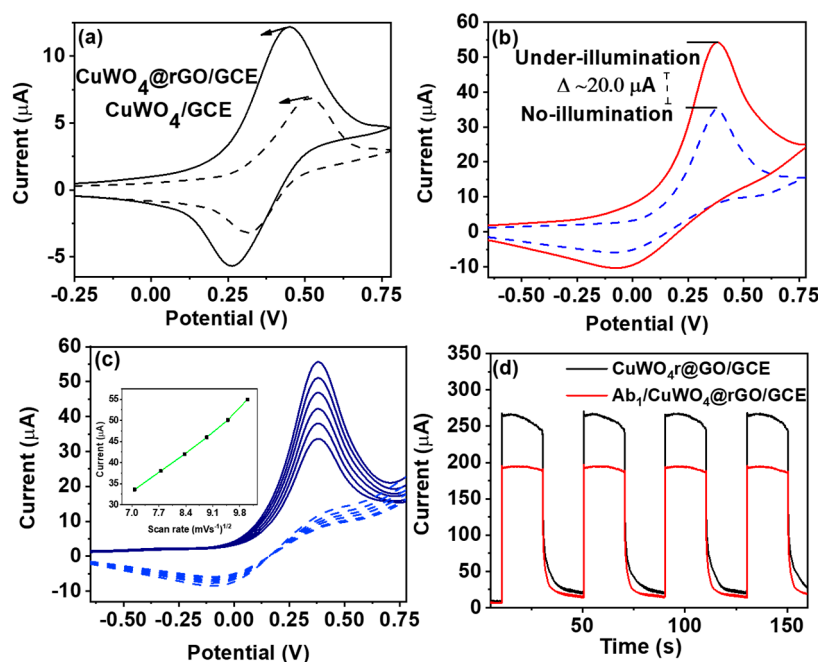 (a)
CuWO4@rGO/GCE
CuWO4/GCE
Current (μA)
10
5
0
-5
-0.25 0.00 0.25 0.50 0.75
Potential (V)
(b)
Under-illumination
Δ ~20.0 μA
No-illumination
Current (μA)
60
50
40
30
20
10
0
-10
-0.50 -0.25 0.00 0.25 0.50 0.75
Potential (V)
(c)
Current (μA)
60
50
40
30
20
10
0
-10
-0.50 -0.25 0.00 0.25 0.50 0.75
Potential (V)
Current (μA)
55
50
45
40
35
30
7.0 7.7 8.4 9.1 9.8
Scan rate (mVs-1)1/2
(d)
CuWO4r@GO/GCE
Ab1/CuWO4@rGO/GCE
Current (μA)
350
300
250
200
150
100
50
0
50 100 150
Time (s)